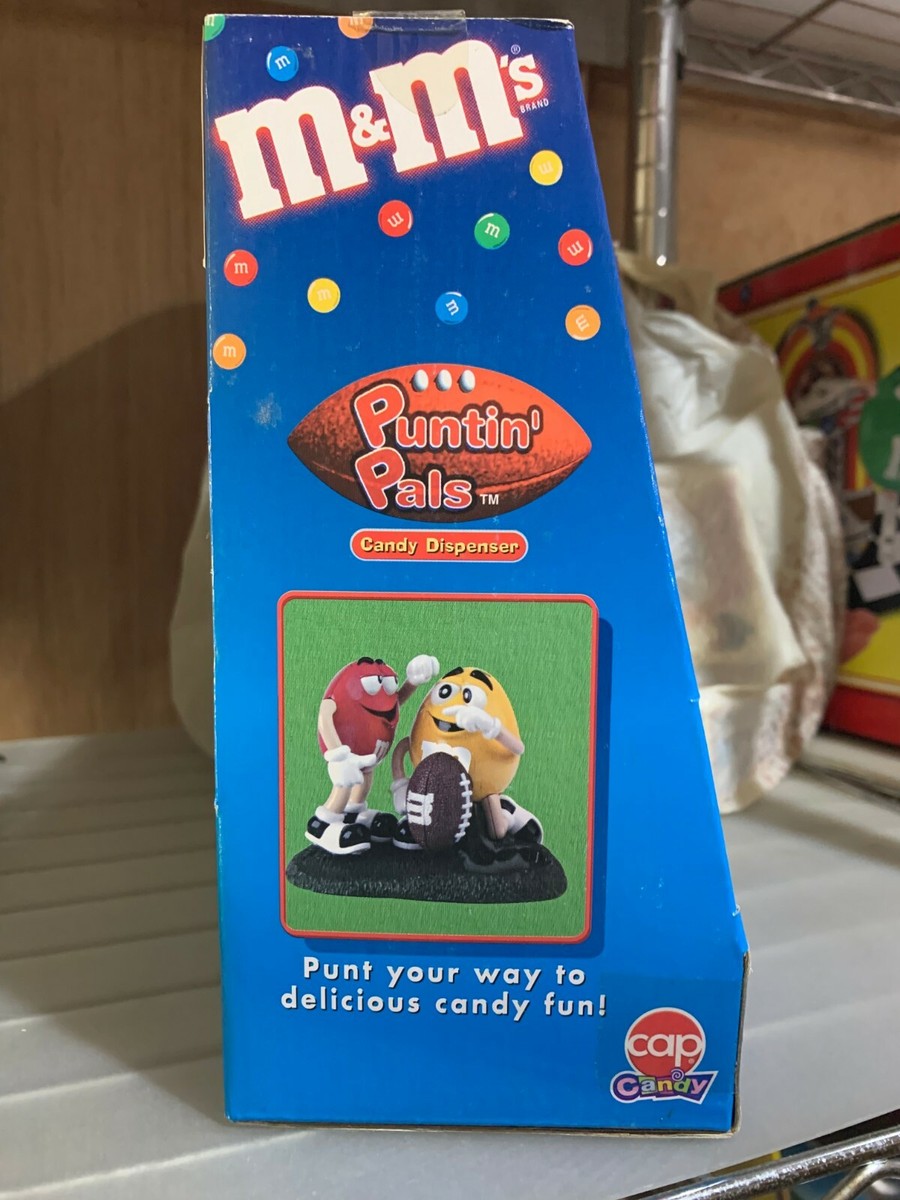 m&m's®
BRAND
m
m
m
m
m
m
m
m
m
m
m
m
Puntin'
Pals™
Candy Dispenser
m
m
Punt your way to
delicious candy fun!
cap®
Candy